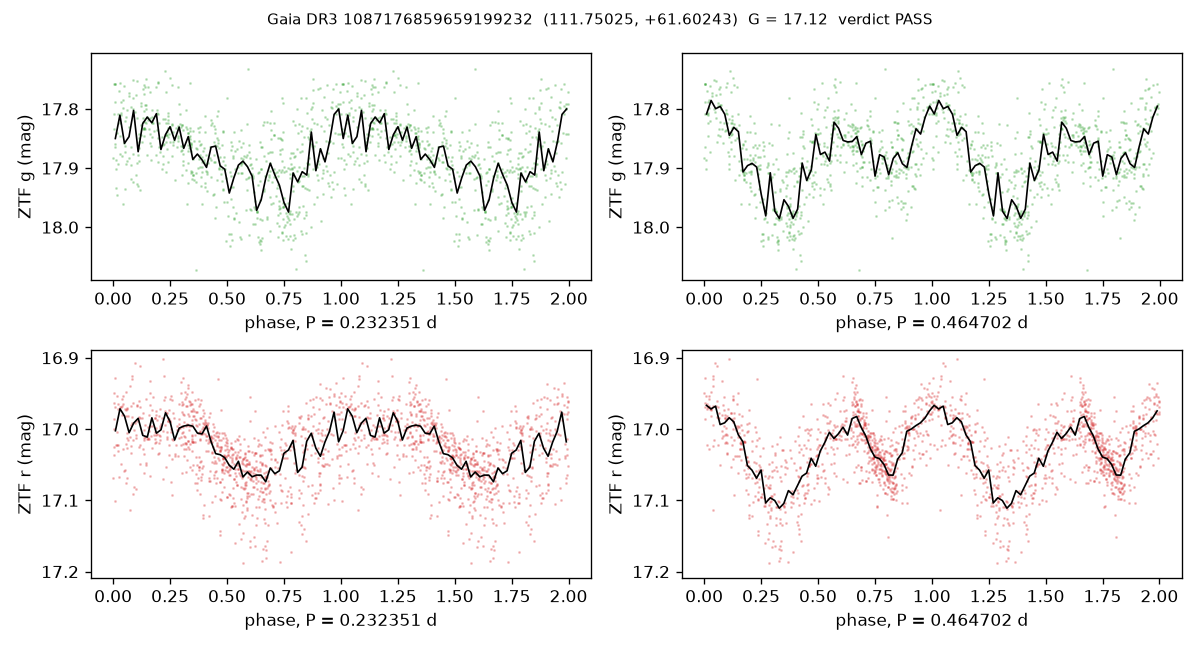 Gaia DR3 1087176859659199232 (111.75025, +61.60243) G = 17.12 verdict PASS
ZTF g (mag)
17.8
17.9
18.0
0.00 0.25 0.50 0.75 1.00 1.25 1.50 1.75 2.00
phase, P = 0.232351 d
ZTF g (mag)
17.8
17.9
18.0
0.00 0.25 0.50 0.75 1.00 1.25 1.50 1.75 2.00
phase, P = 0.464702 d
ZTF r (mag)
16.9
17.0
17.1
17.2
0.00 0.25 0.50 0.75 1.00 1.25 1.50 1.75 2.00
phase, P = 0.232351 d
ZTF r (mag)
16.9
17.0
17.1
17.2
0.00 0.25 0.50 0.75 1.00 1.25 1.50 1.75 2.00
phase, P = 0.464702 d